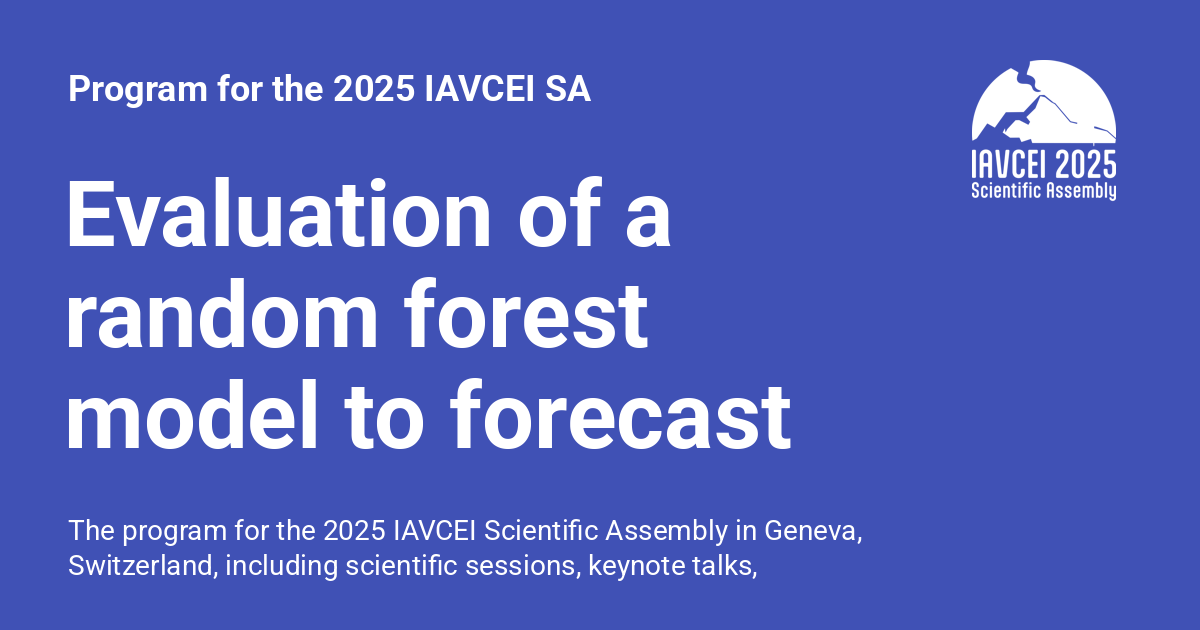 Program for the 2025 IAVCEI SA
IAVCEI 2025
Scientific Assembly
Evaluation of a
random forest
model to forecast
The program for the 2025 IAVCEI Scientific Assembly in Geneva,
Switzerland, including scientific sessions, keynote talks,